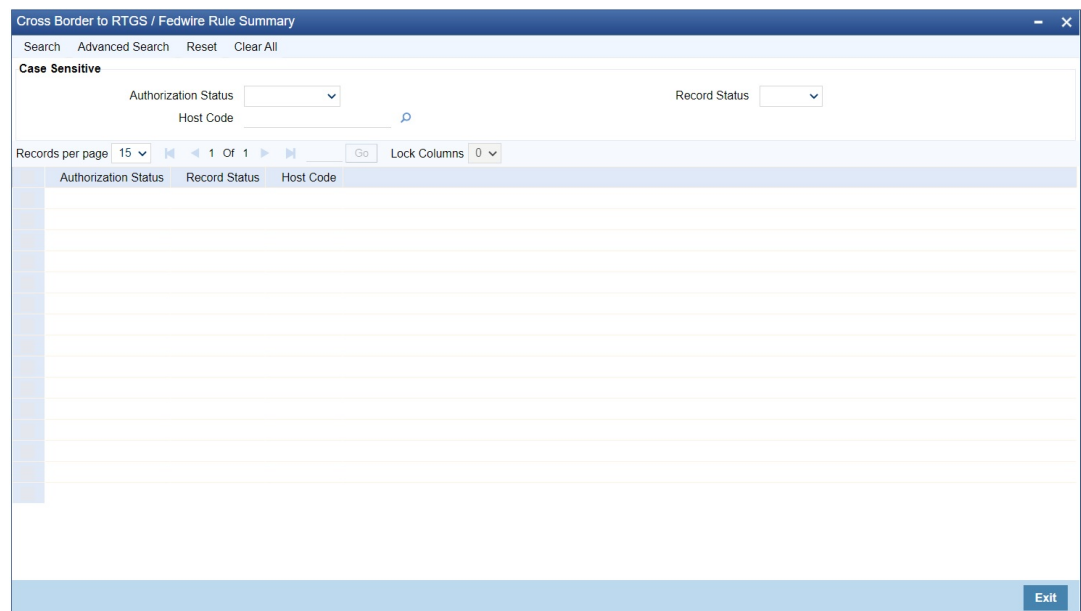 Cross Border to RTGS / Fedwire Rule Summary
Search Advanced Search Reset Clear All
Case Sensitive
Authorization Status Record Status
Host Code
Records per page 15 1 Of 1 Go Lock Columns 0
Authorization Status Record Status Host Code
Exit